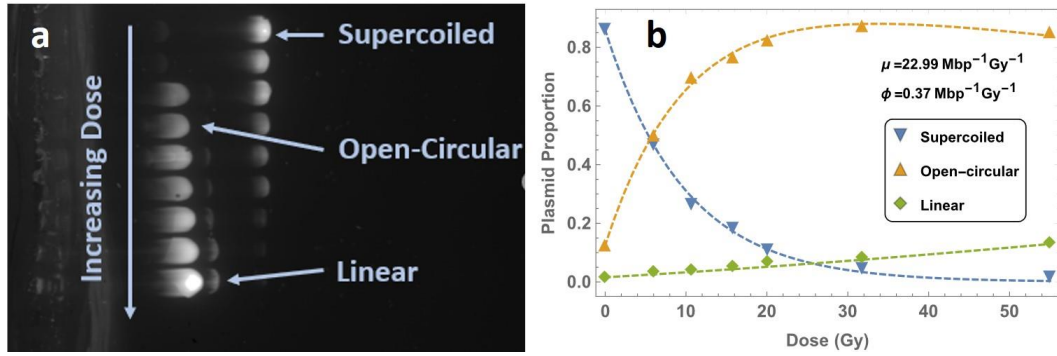 a
Increasing Dose
Supercoiled
Open-Circular
Linear
b
Plasmid Proportion
0.8
0.6
0.4
0.2
0.0
μ=22.99 Mbp⁻¹Gy⁻¹
ϕ=0.37 Mbp⁻¹Gy⁻¹
Supercoiled
Open-circular
Linear
0 10 20 30 40 50
Dose (Gy)